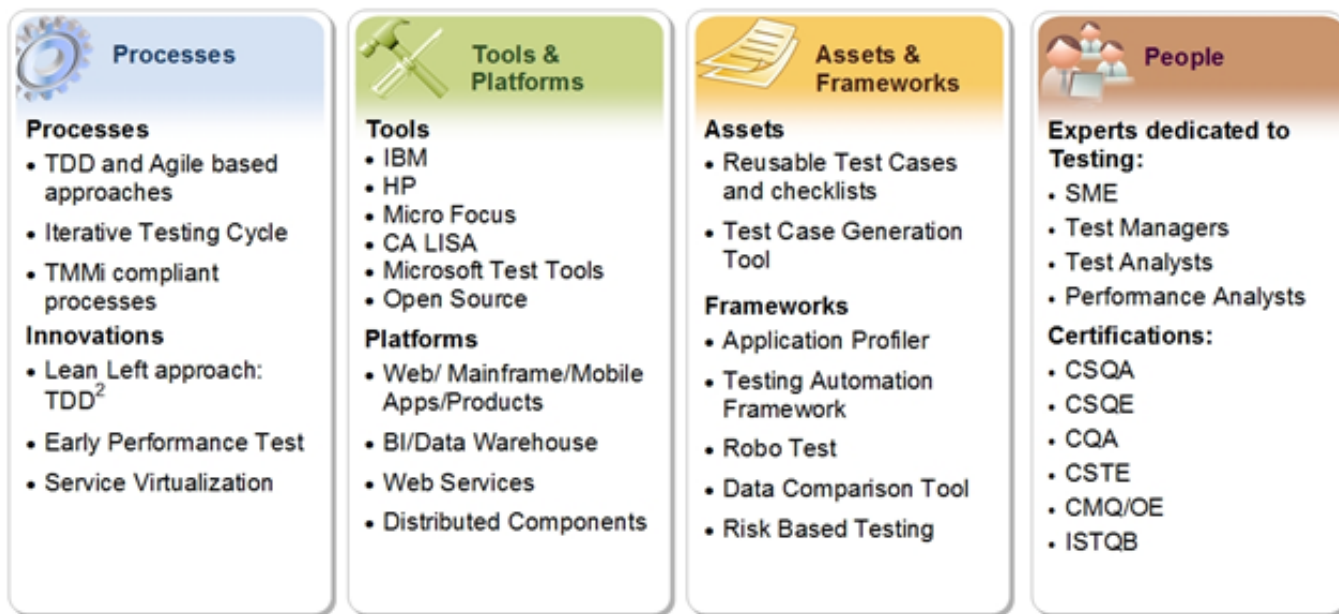 Processes
Processes
• TDD and Agile based
approaches
• Iterative Testing Cycle
• TMMi compliant
processes
Innovations
• Lean Left approach:
TDD²
• Early Performance Test
• Service Virtualization
Tools &
Platforms
Tools
• IBM
• HP
• Micro Focus
• CA LISA
• Microsoft Test Tools
• Open Source
Platforms
• Web/ Mainframe/Mobile
Apps/Products
• BI/Data Warehouse
• Web Services
• Distributed Components
Assets &
Frameworks
Assets
• Reusable Test Cases
and checklists
• Test Case Generation
Tool
Frameworks
• Application Profiler
• Testing Automation
Framework
• Robo Test
• Data Comparison Tool
• Risk Based Testing
People
Experts dedicated to
Testing:
• SME
• Test Managers
• Test Analysts
• Performance Analysts
Certifications:
• CSQA
• CSQE
• CQA
• CSTE
• CMQ/OE
• ISTQB